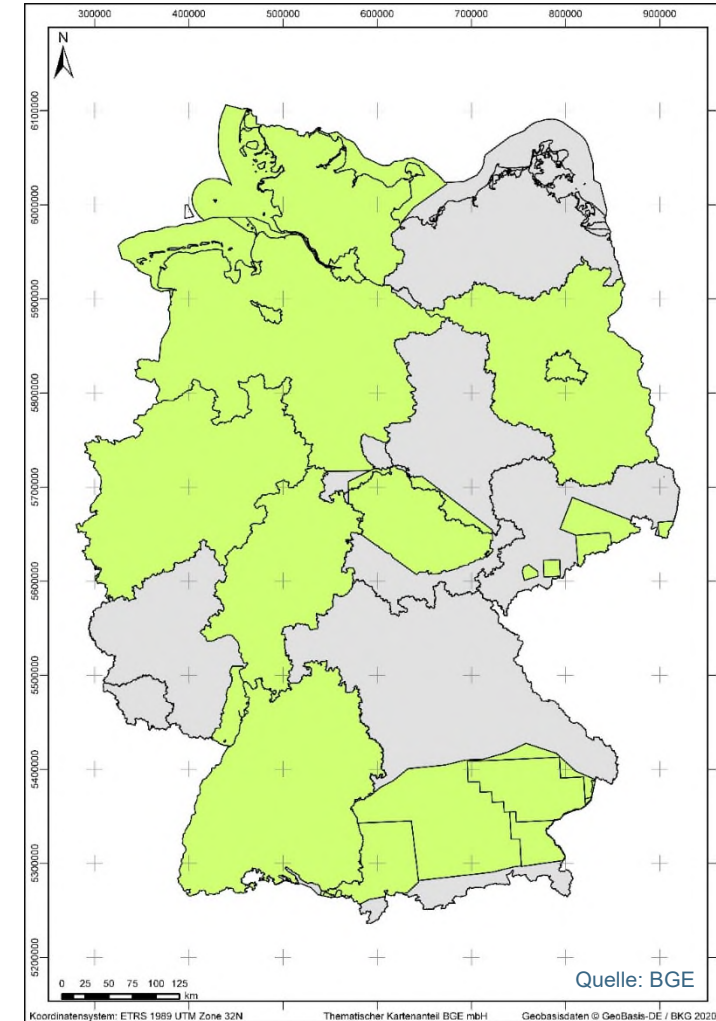 300000 400000 500000 600000 700000 800000 900000
N
6100000
6000000
5900000
5800000
5700000
5600000
5500000
5400000
5300000
5200000
Quelle: BGE
0 25 50 75 100 125
km
Koordinatensystem: ETRS 1989 UTM Zone 32N Thematischer Kartenanteil BGE mbH Geobasisdaten © GeoBasis-DE / BKG 2020